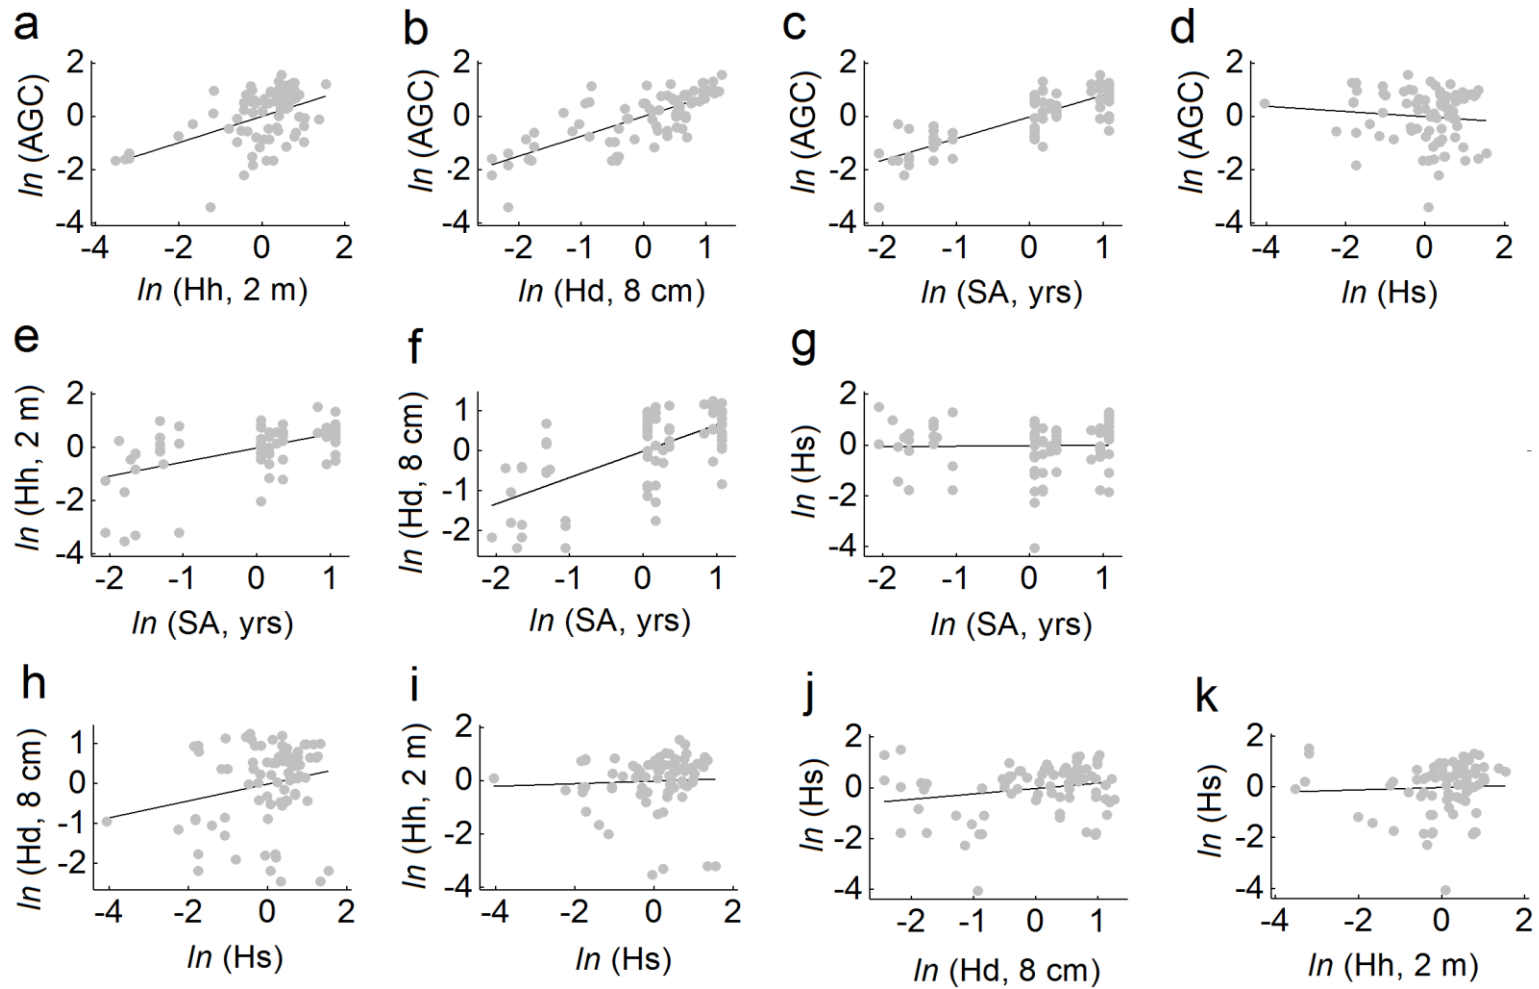 a
b
c
d
2
0
-2
-4
ln (AGC)
-4
-2
0
2
ln (Hh, 2 m)
2
0
-2
-4
ln (AGC)
-2
-1
0
1
ln (Hd, 8 cm)
2
0
-2
-4
ln (AGC)
-2
-1
0
1
ln (SA, yrs)
2
0
-2
-4
ln (AGC)
-4
-2
0
2
ln (Hs)
e
f
g
2
0
-2
-4
ln (Hh, 2 m)
-2
-1
0
1
ln (SA, yrs)
1
0
-1
-2
ln (Hd, 8 cm)
-2
-1
0
1
ln (SA, yrs)
2
0
-2
-4
ln (Hs)
-2
-1
0
1
ln (SA, yrs)
h
i
j
k
1
0
-1
-2
ln (Hd, 8 cm)
-4
-2
0
2
ln (Hs)
2
0
-2
-4
ln (Hh, 2 m)
-4
-2
0
2
ln (Hs)
2
0
-2
-4
ln (Hs)
-2
-1
0
1
ln (Hd, 8 cm)
2
0
-2
-4
ln (Hs)
-4
-2
0
2
ln (Hh, 2 m)